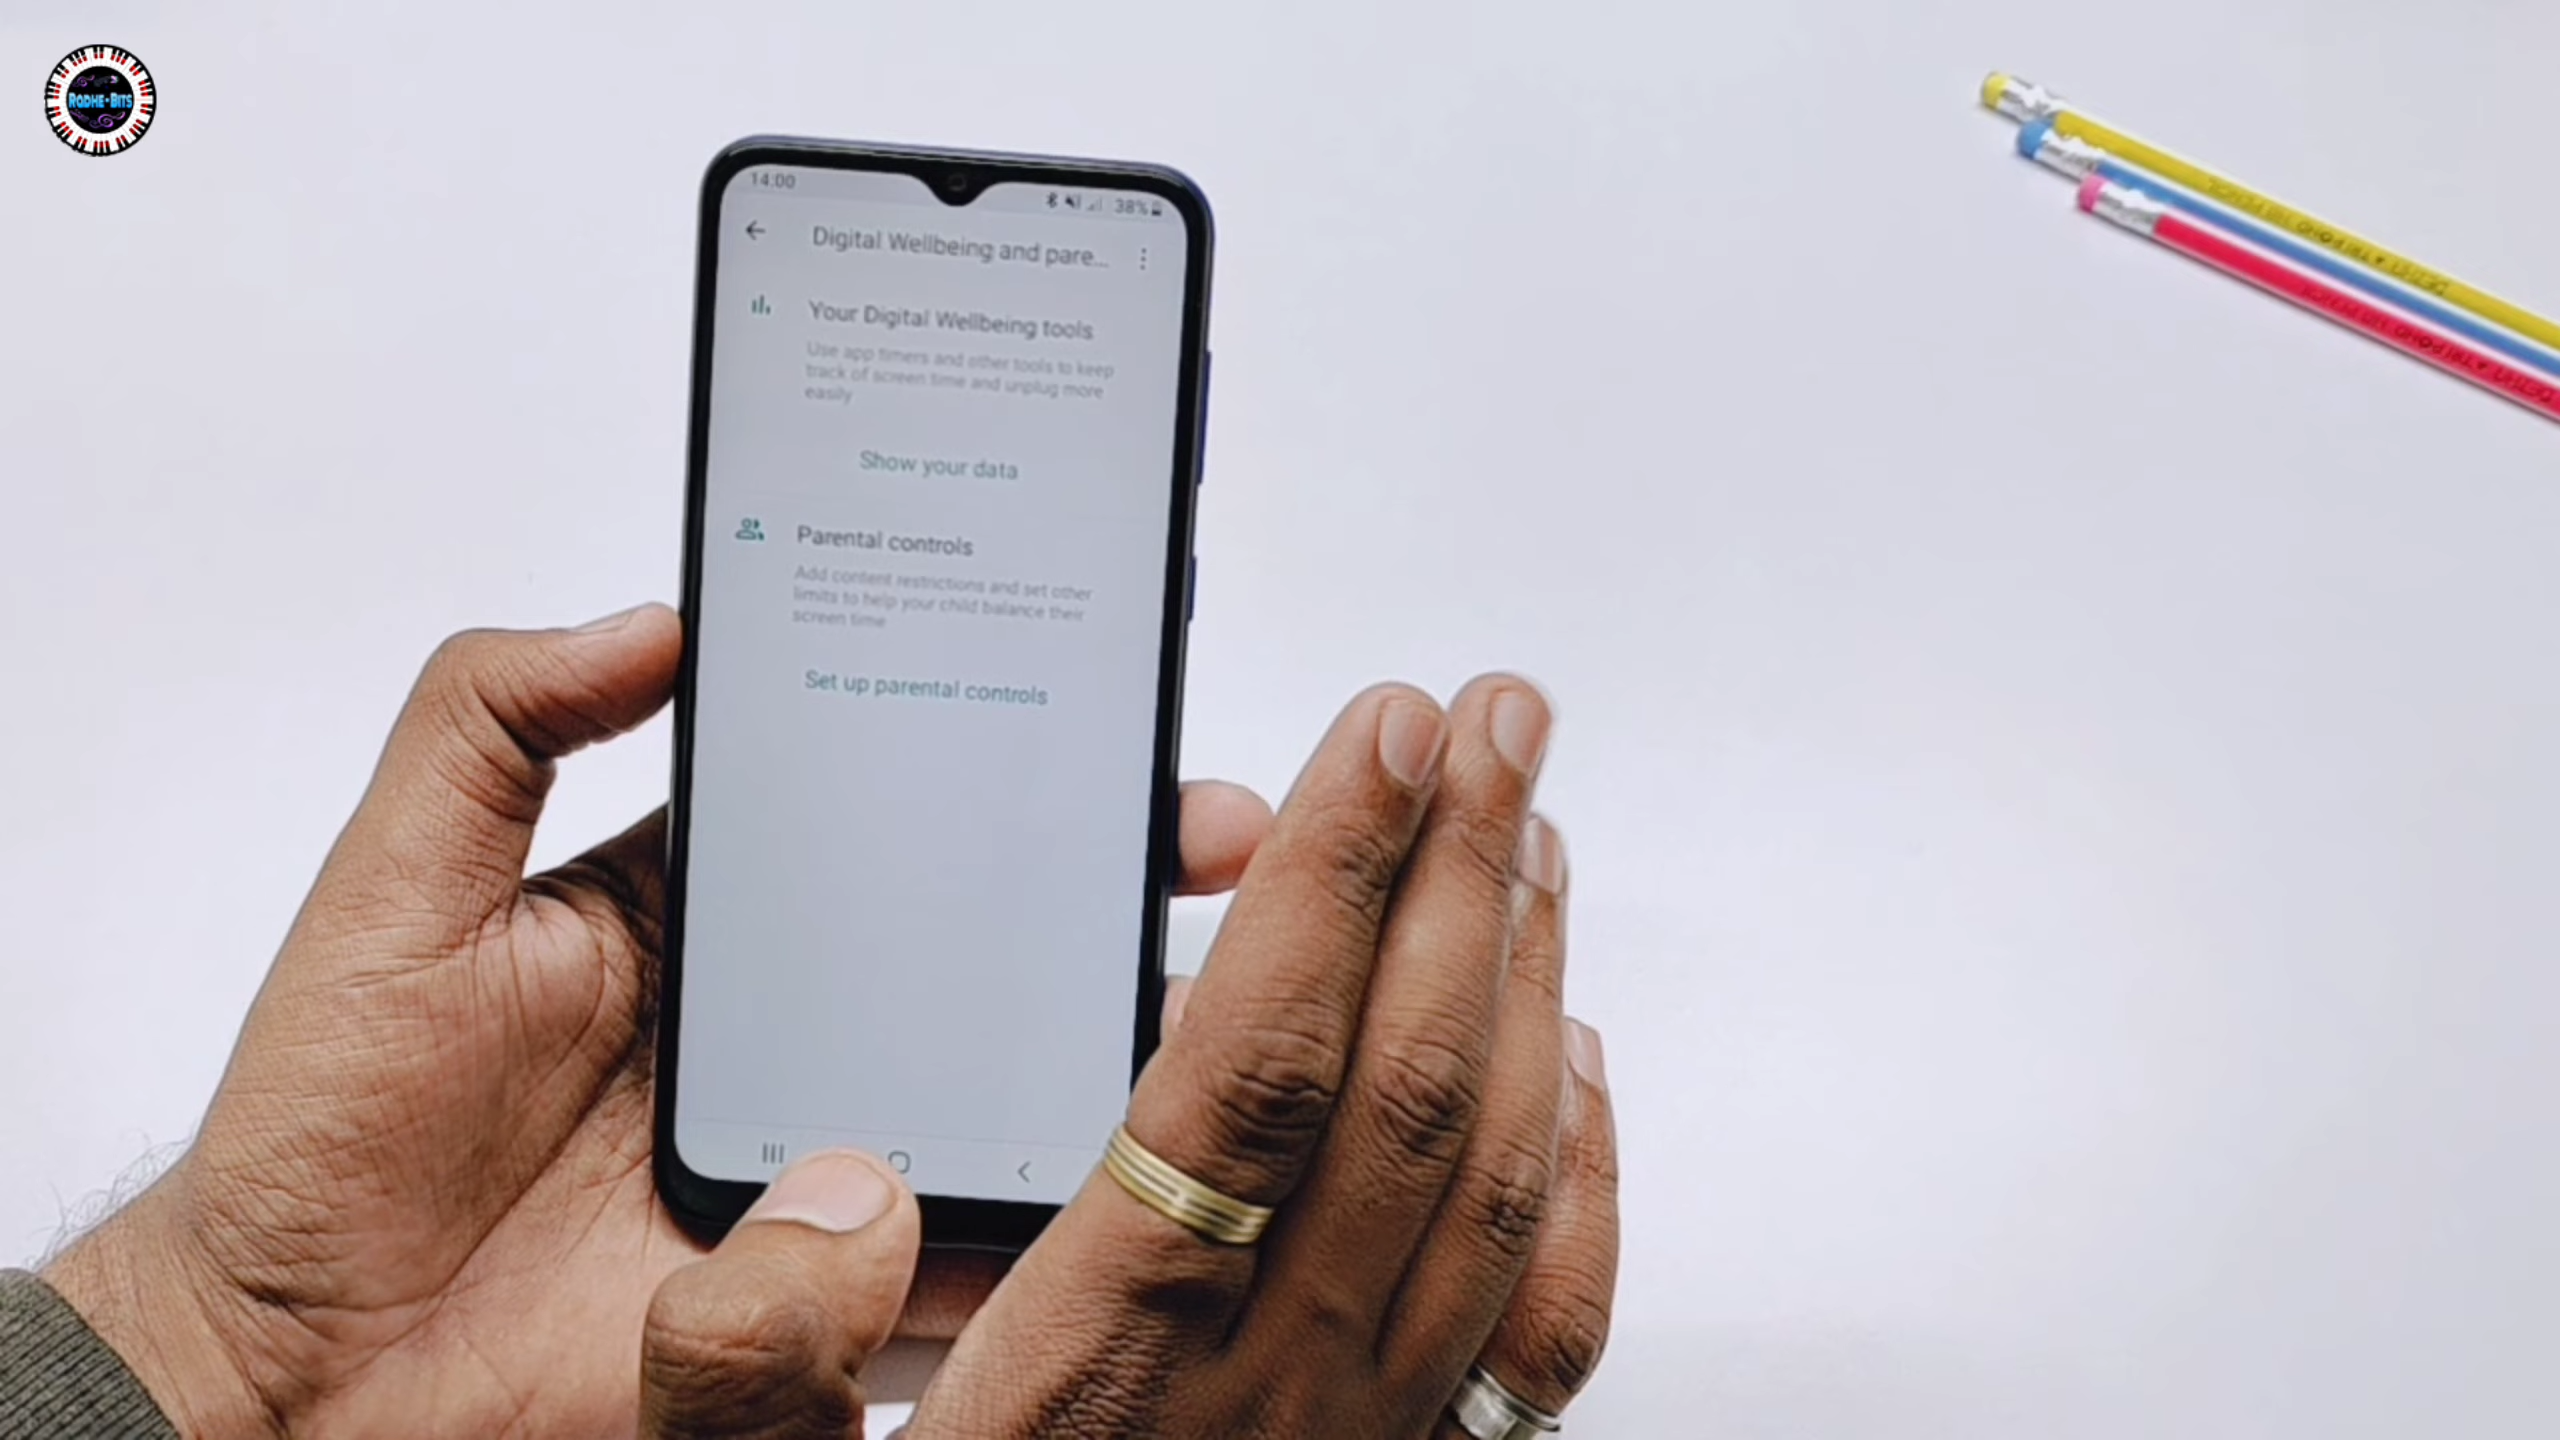 RODHE•BITS
14:00
38%
Digital Wellbeing and pare...
Your Digital Wellbeing tools
Use app timers and other tools to keep
track of screen time and unplug more
easily
Show your data
Parental controls
Add content restrictions and set other
limits to help your child balance their
screen time
Set up parental controls